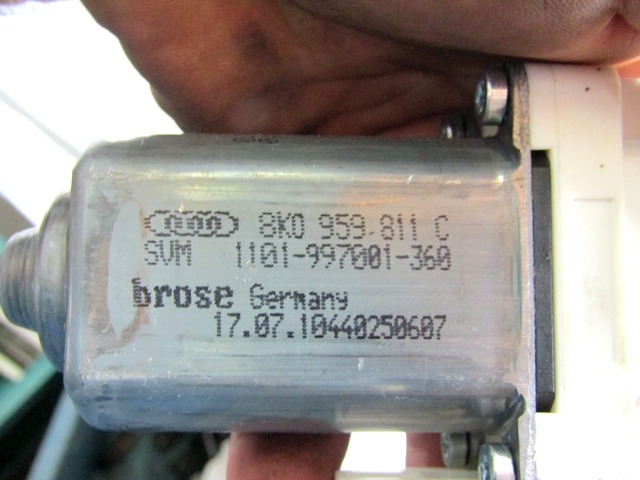 8K0 959 811 C
SVM 1101-997001-360
brose Germany
17.07.10440250607